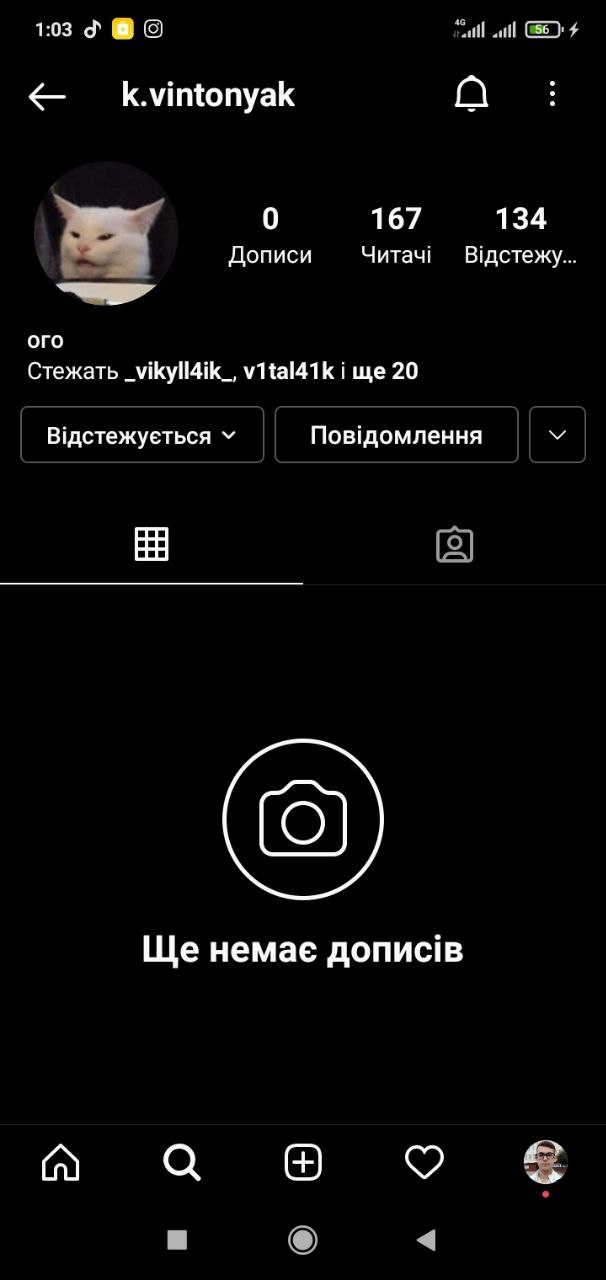 1:03 4G 56
k.vintonyak
0 167 134
Дописи Читачі Відстежу...
ого
Стежать _vikyll4ik_, v1tal41k і ще 20
Відстежується Повідомлення
Ще немає дописів